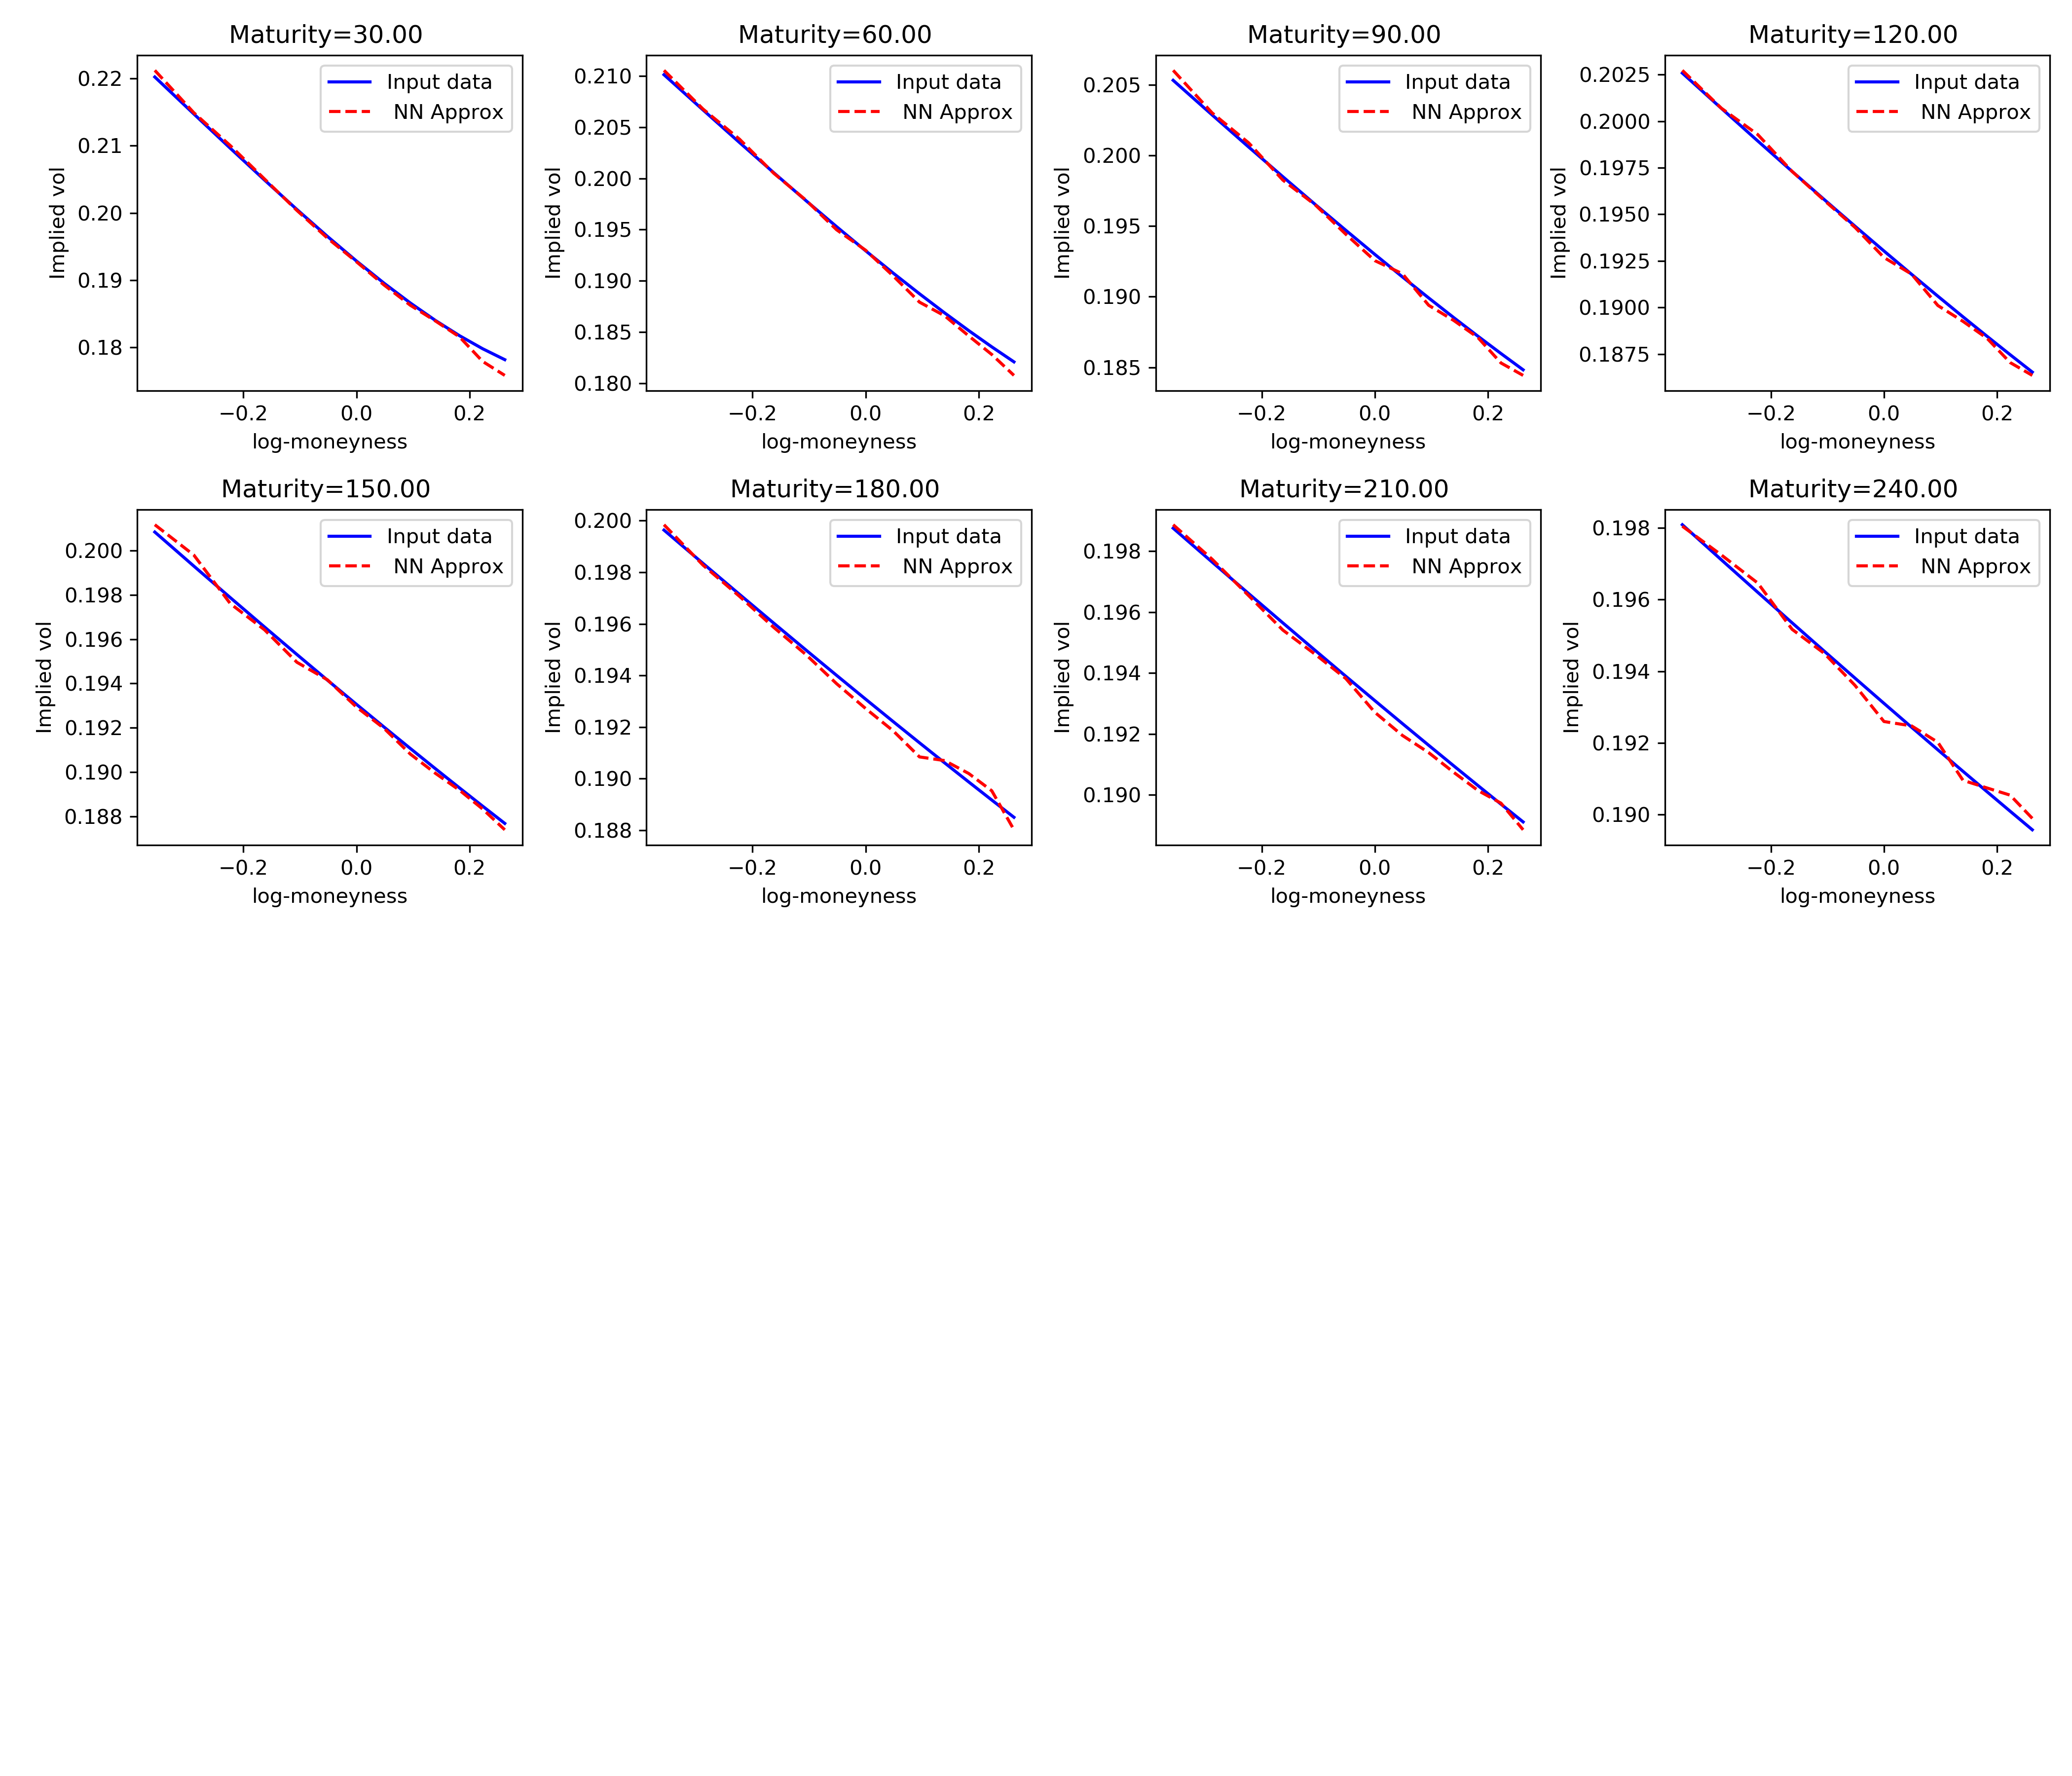 Maturity=30.00
Implied vol
0.22
0.21
0.20
0.19
0.18
Input data
NN Approx
−0.2 0.0 0.2
log-moneyness
Maturity=60.00
Implied vol
0.210
0.205
0.200
0.195
0.190
0.185
0.180
Input data
NN Approx
−0.2 0.0 0.2
log-moneyness
Maturity=90.00
Implied vol
0.205
0.200
0.195
0.190
0.185
Input data
NN Approx
−0.2 0.0 0.2
log-moneyness
Maturity=120.00
Implied vol
0.2025
0.2000
0.1975
0.1950
0.1925
0.1900
0.1875
Input data
NN Approx
−0.2 0.0 0.2
log-moneyness
Maturity=150.00
Implied vol
0.200
0.198
0.196
0.194
0.192
0.190
0.188
Input data
NN Approx
−0.2 0.0 0.2
log-moneyness
Maturity=180.00
Implied vol
0.200
0.198
0.196
0.194
0.192
0.190
0.188
Input data
NN Approx
−0.2 0.0 0.2
log-moneyness
Maturity=210.00
Implied vol
0.198
0.196
0.194
0.192
0.190
Input data
NN Approx
−0.2 0.0 0.2
log-moneyness
Maturity=240.00
Implied vol
0.198
0.196
0.194
0.192
0.190
Input data
NN Approx
−0.2 0.0 0.2
log-moneyness